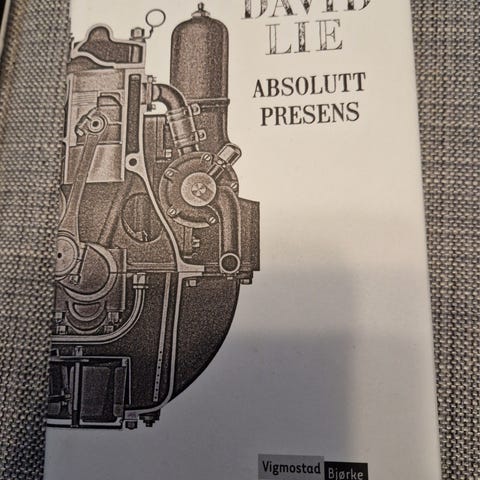 DAVID
LIE
ABSOLUTT
PRESENS
Vigmostad
Bjørke